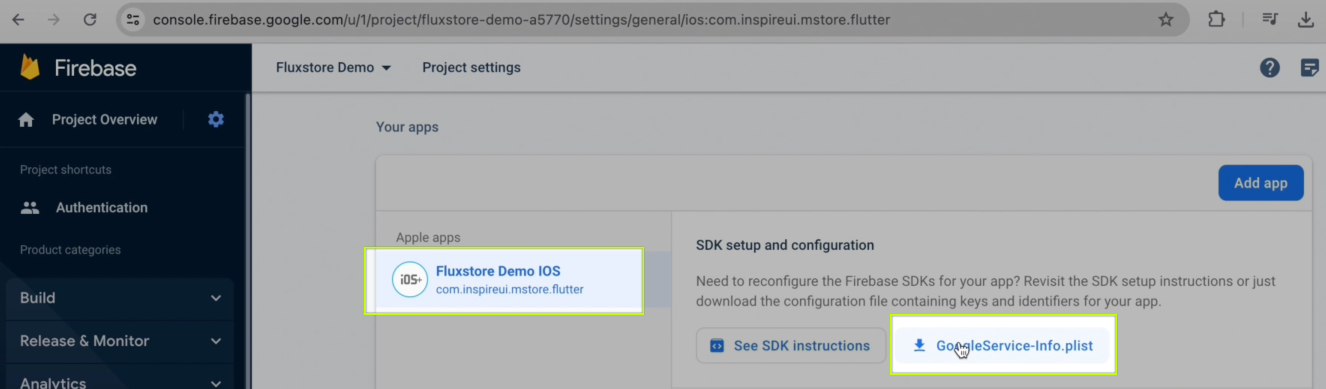 console.firebase.google.com/u/1/project/fluxstore-demo-a5770/settings/general/ios:com.inspireui.mstore.flutter
Firebase
Fluxstore Demo
Project settings
Project Overview
Project shortcuts
Authentication
Product categories
Build
Release & Monitor
Analytics
Your apps
Add app
Apple apps
iOS+
Fluxstore Demo IOS
com.inspireui.mstore.flutter
SDK setup and configuration
Need to reconfigure the Firebase SDKs for your app? Revisit the SDK setup instructions or just
download the configuration file containing keys and identifiers for your app.
See SDK instructions
GoogleService-Info.plist